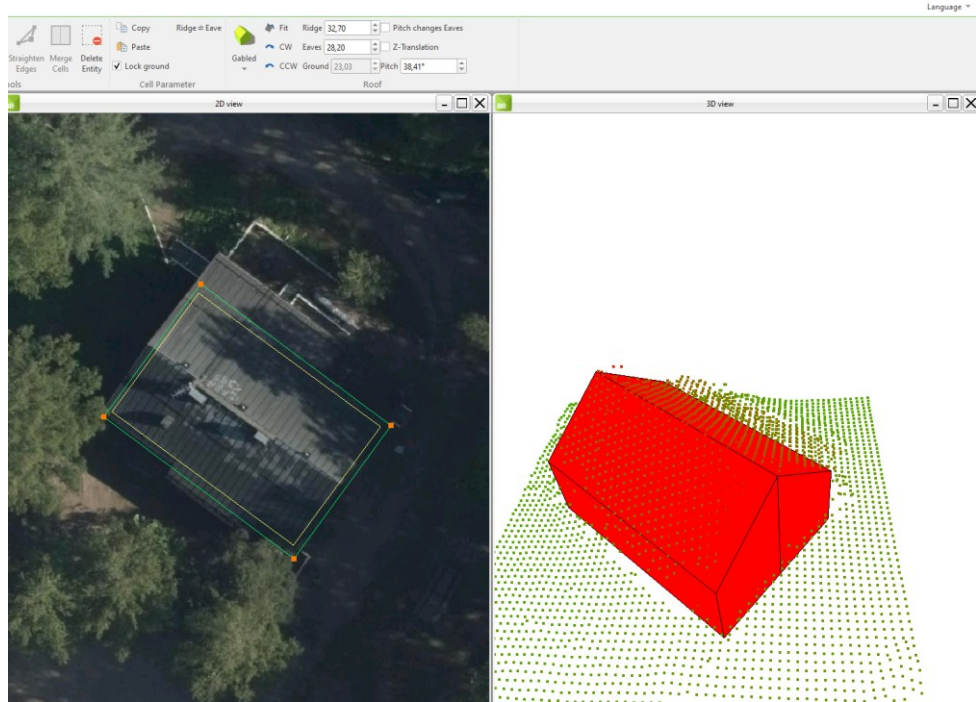 Language
Copy
Ridge ≐ Eave
Fit
Ridge 32,70
Pitch changes Eaves
Straighten Edges
Merge Cells
Delete Entity
Paste
Gabled
CW
Eaves 28,20
Z-Translation
Lock ground
CCW
Ground 23,03
Pitch 38,41°
Cell Parameter
Roof
2D view
3D view